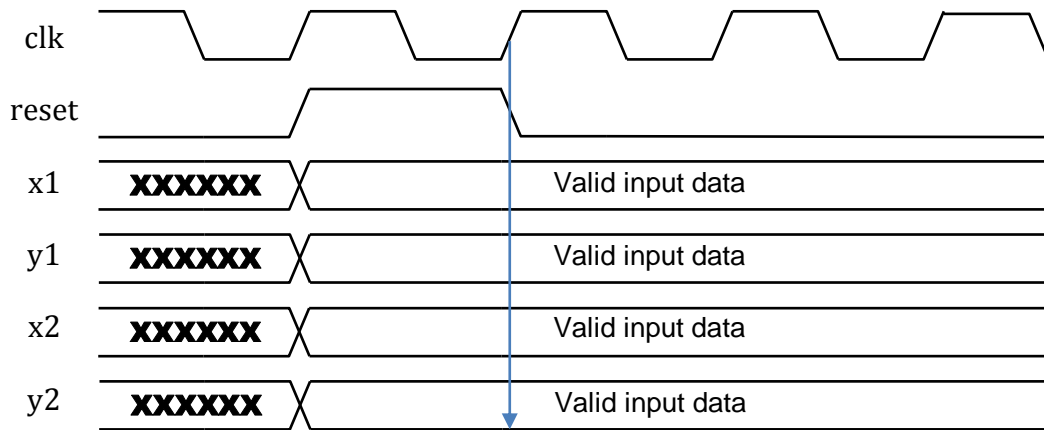 clk
reset
x1 XXXXXX Valid input data
y1 XXXXXX Valid input data
x2 XXXXXX Valid input data
y2 XXXXXX Valid input data